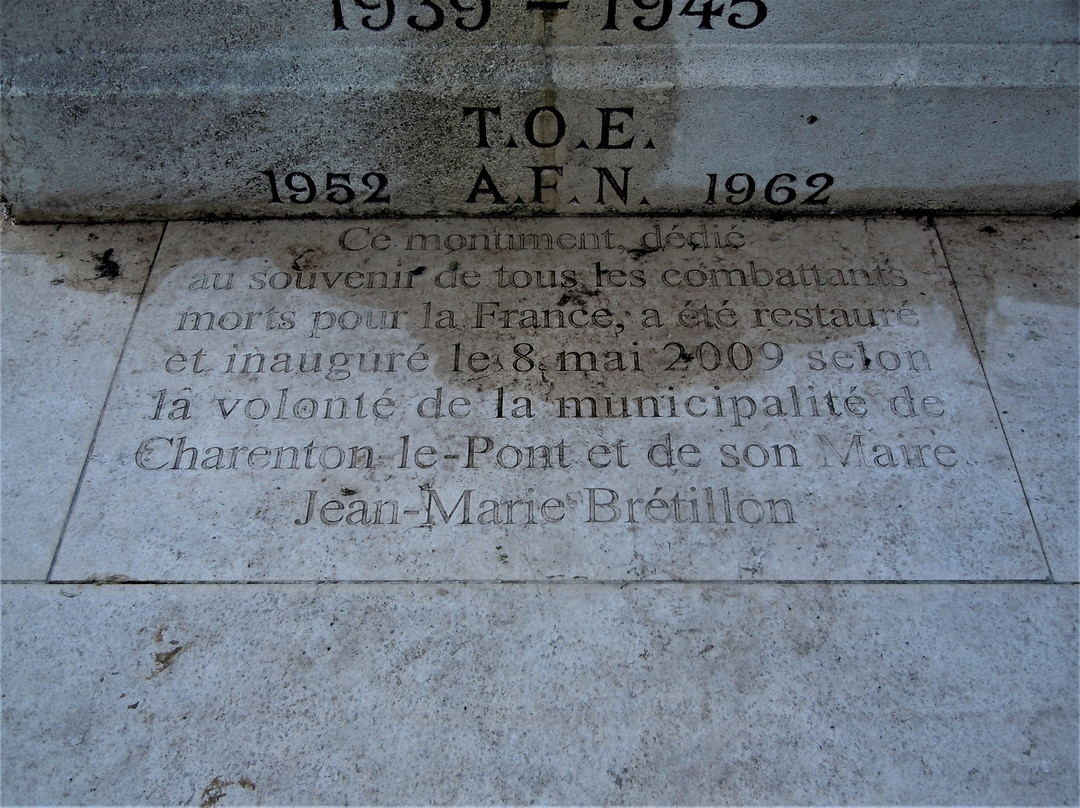 1939 – 1945
T.O.E.
1952 A.F.N. 1962
Ce monument, dédié
au souvenir de tous les combattants
morts pour la France, a été restauré
et inauguré le 8 mai 2009 selon
la volonté de la municipalité de
Charenton-le-Pont et de son Maire
Jean-Marie Brétillon